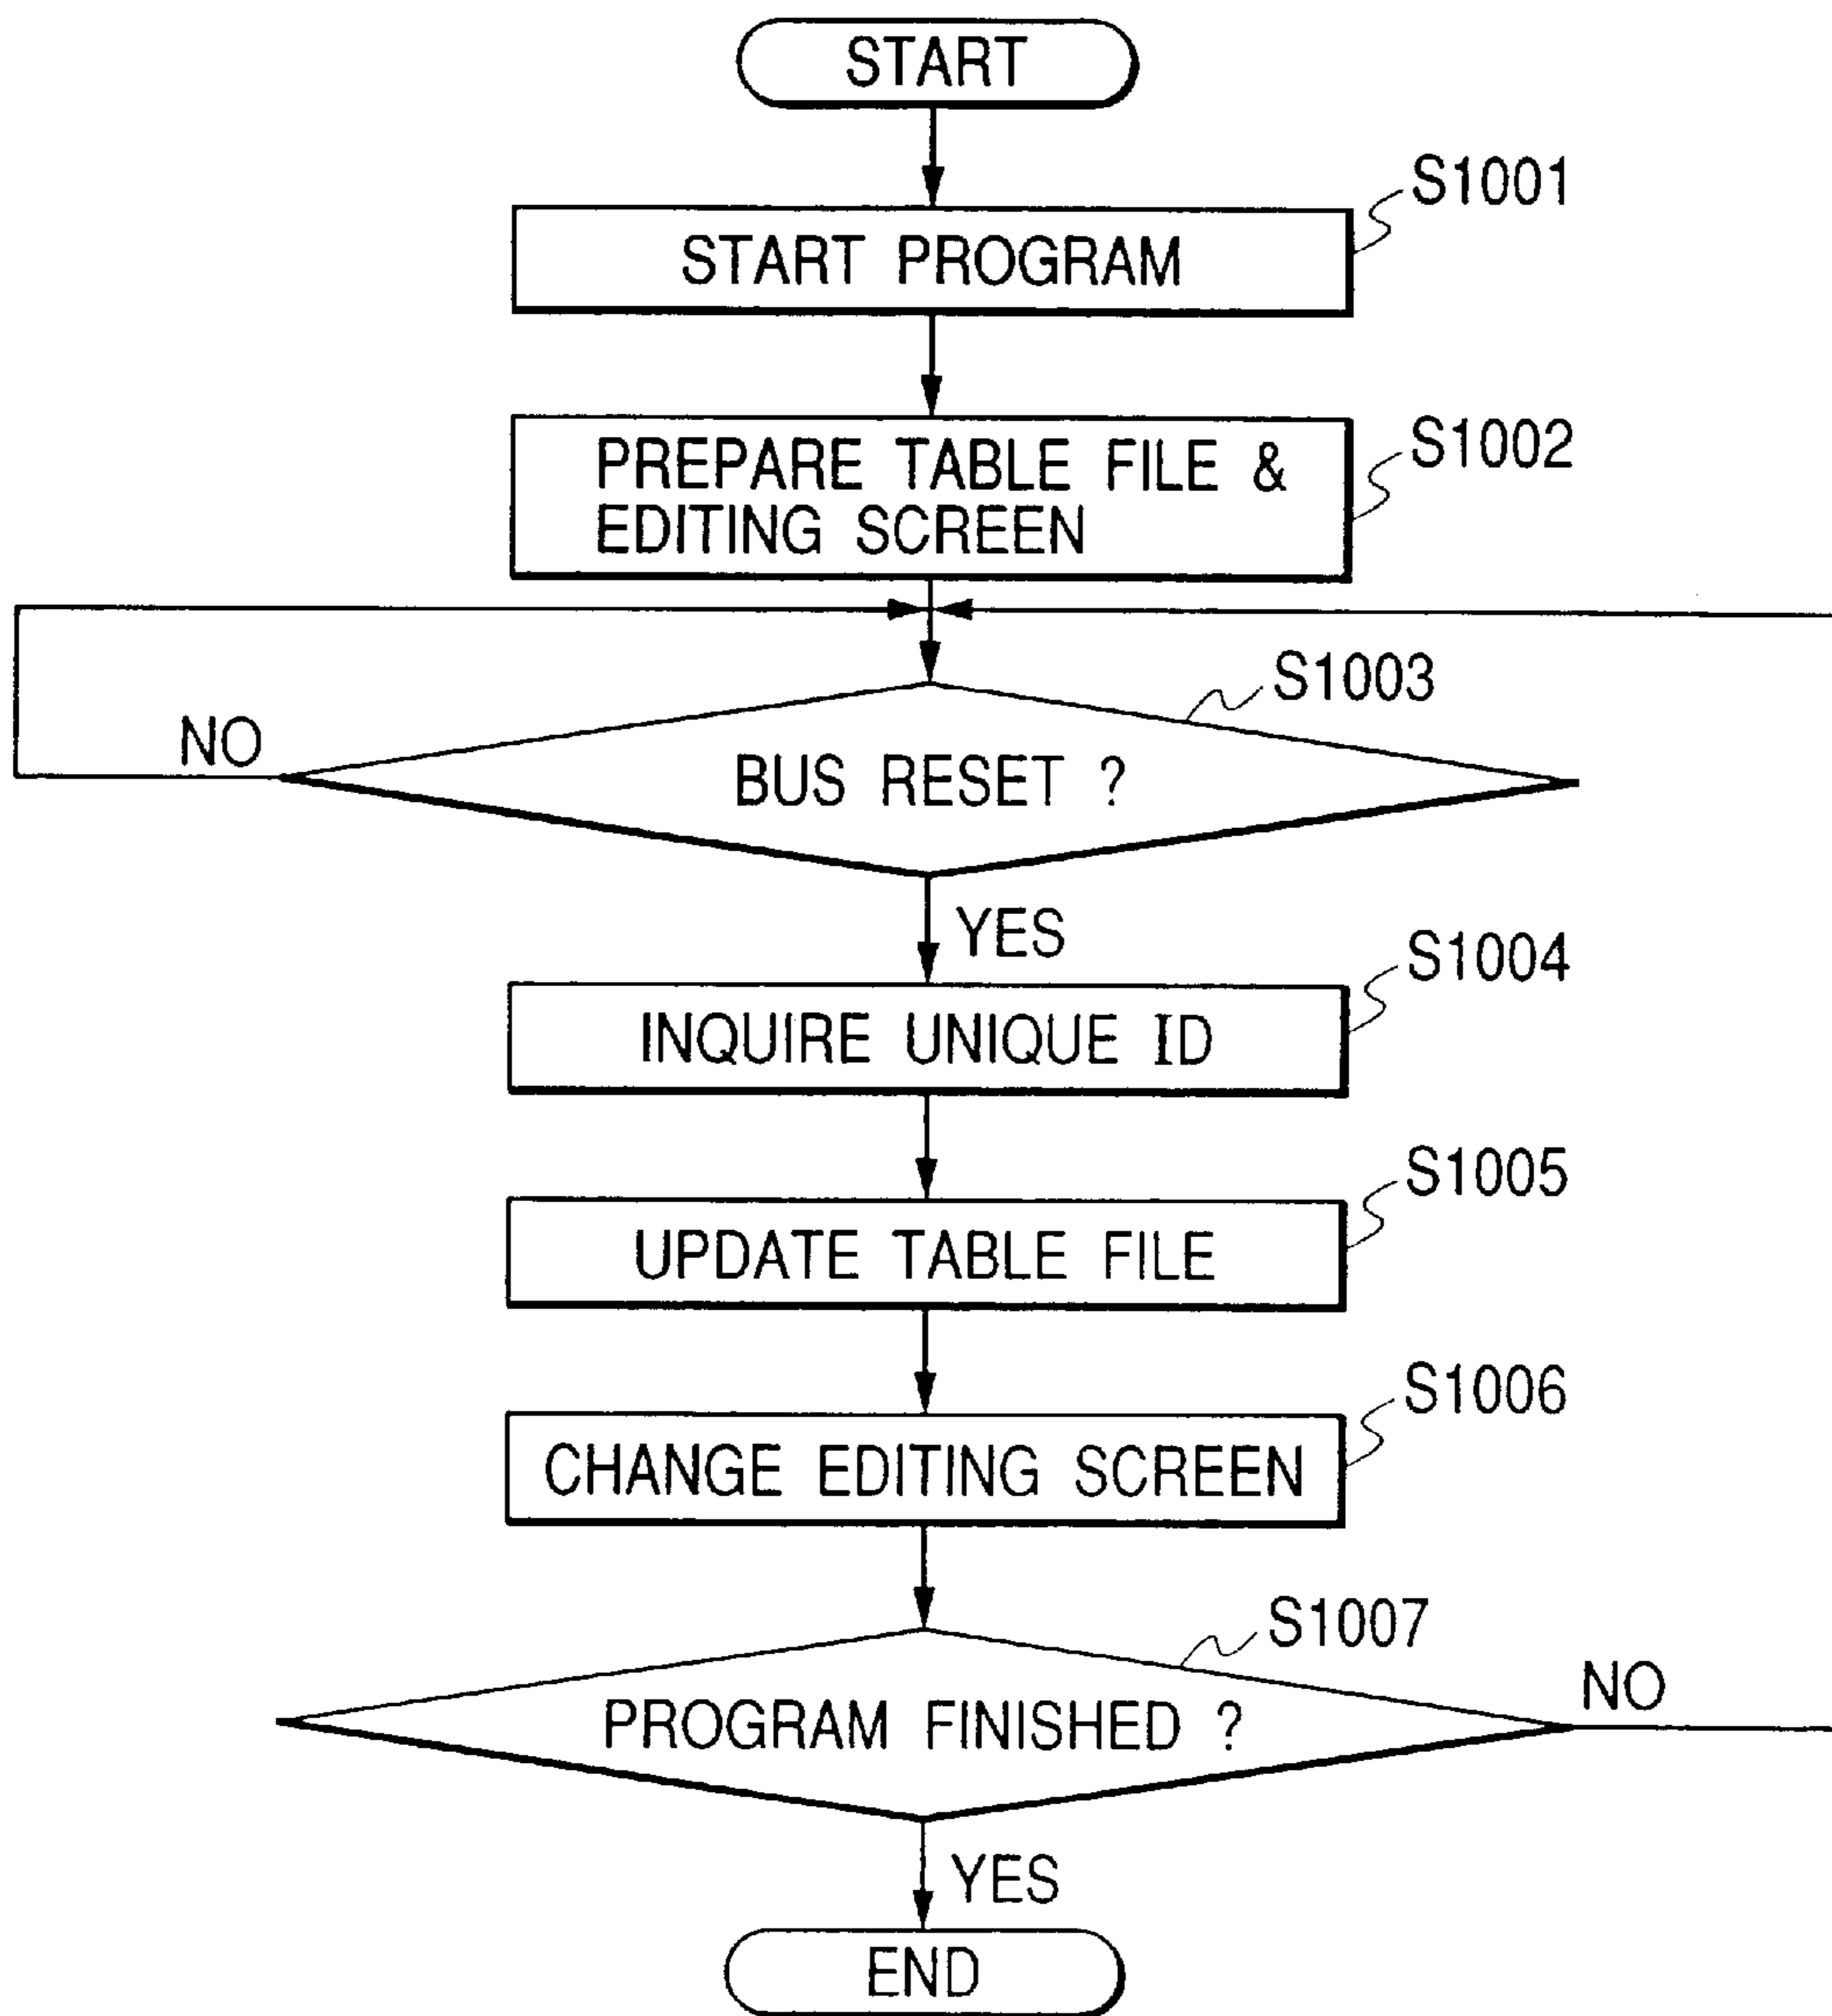 START
S1001
START PROGRAM
S1002
PREPARE TABLE FILE &
EDITING SCREEN
S1003
NO
BUS RESET ?
YES
S1004
INQUIRE UNIQUE ID
S1005
UPDATE TABLE FILE
S1006
CHANGE EDITING SCREEN
S1007
NO
PROGRAM FINISHED ?
YES
END